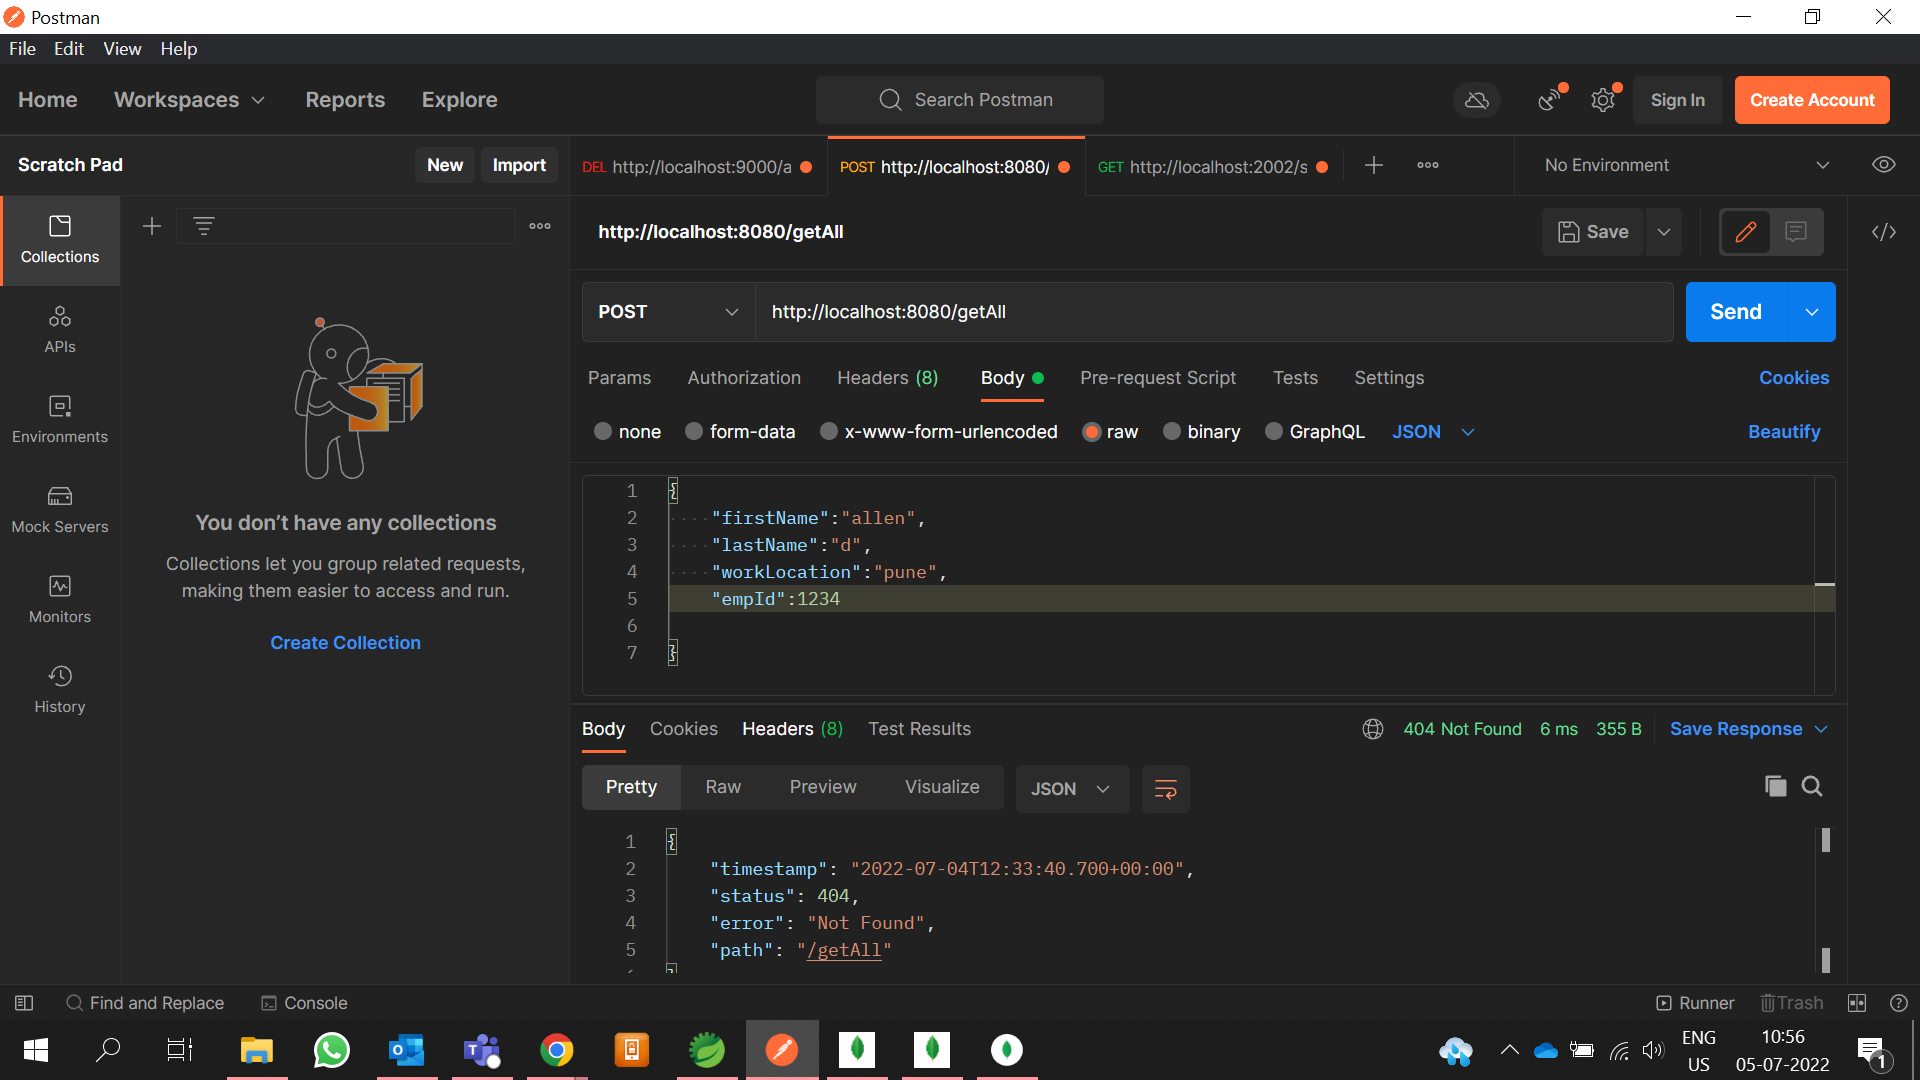 Postman
File Edit View Help
Home Workspaces Reports Explore
Search Postman
Sign In
Create Account
Scratch Pad
New Import
DEL http://localhost:9000/a
POST http://localhost:8080/
GET http://localhost:2002/s
No Environment
Collections
APIs
Environments
Mock Servers
Monitors
History
You don’t have any collections
Collections let you group related requests,
making them easier to access and run.
Create Collection
http://localhost:8080/getAll
Save
POST http://localhost:8080/getAll
Send
Params Authorization Headers (8) Body Pre-request Script Tests Settings
Cookies
none form-data x-www-form-urlencoded raw binary GraphQL JSON
Beautify
1 {
2 "firstName":"allen",
3 "lastName":"d",
4 "workLocation":"pune",
5 "empId":1234
6
7 }
Body Cookies Headers (8) Test Results
404 Not Found 6 ms 355 B Save Response
Pretty Raw Preview Visualize JSON
1 {
2 "timestamp": "2022-07-04T12:33:40.700+00:00",
3 "status": 404,
4 "error": "Not Found",
5 "path": "/getAll"
Find and Replace Console
Runner Trash
ENG
US
10:56
05-07-2022
1